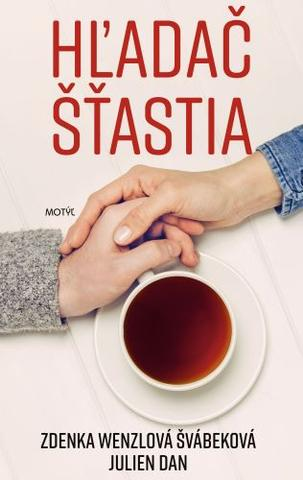 HĽADAČ
ŠŤASTIA
MOTÝĽ
ZDENKA WENZLOVÁ ŠVÁBEKOVÁ
JULIEN DAN